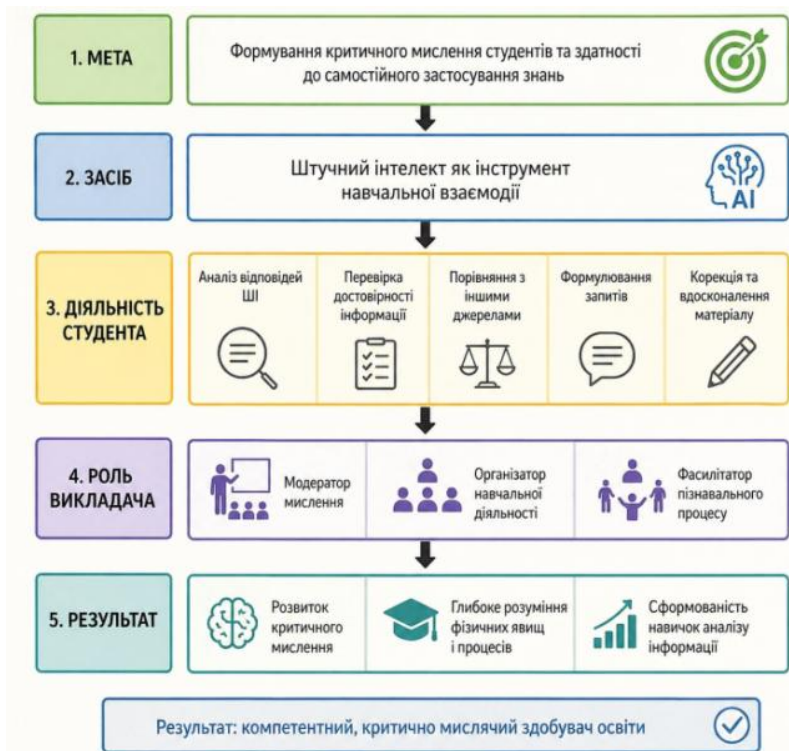 1. МЕТА
Формування критичного мислення студентів та здатності
до самостійного застосування знань
2. ЗАСІБ
Штучний інтелект як інструмент
навчальної взаємодії
AI
3. ДІЯЛЬНІСТЬ
СТУДЕНТА
Аналіз відповідей
ШІ
Перевірка
достовірності
інформації
Порівняння з
іншими
джерелами
Формулювання
запитів
Корекція та
вдосконалення
матеріалу
4. РОЛЬ
ВИКЛАДАЧА
Модератор
мислення
Організатор
навчальної
діяльності
Фасилітатор
пізнавального
процесу
5. РЕЗУЛЬТАТ
Розвиток
критичного
мислення
Глибоке розуміння
фізичних явищ
і процесів
Сформованість
навичок аналізу
інформації
Результат: компетентний, критично мислячий здобувач освіти